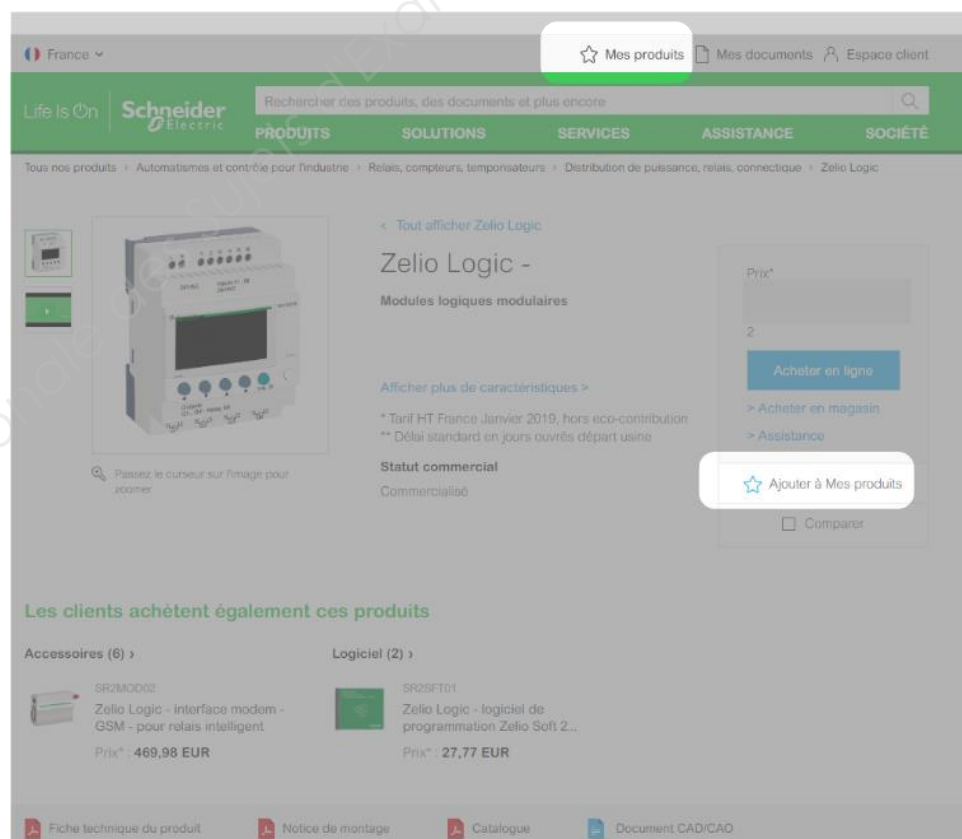 France
Mes produits
Mes documents
Espace client
Life Is On
Schneider
Electric
Rechercher des produits, des documents et plus encore
PRODUITS
SOLUTIONS
SERVICES
ASSISTANCE
SOCIÉTÉ
Tous nos produits › Automatismes et contrôle pour l'industrie › Relais, compteurs, temporisateurs › Distribution de puissance, relais, connectique › Zelio Logic
‹ Tout afficher Zelio Logic
Zelio Logic -
Modules logiques modulaires
Afficher plus de caractéristiques >
* Tarif HT France Janvier 2019, hors eco-contribution
** Délai standard en jours ouvrés départ usine
Statut commercial
Commercialisé
Passez le curseur sur l'image pour
zoomer
Prix*
2
Acheter en ligne
> Acheter en magasin
> Assistance
Ajouter à Mes produits
Comparer
Les clients achètent également ces produits
Accessoires (6) ›
SR2MOD02
Zelio Logic - interface modem -
GSM - pour relais intelligent
Prix* : 469,98 EUR
Logiciel (2) ›
SR2SFT01
Zelio Logic - logiciel de
programmation Zelio Soft 2...
Prix* : 27,77 EUR
Fiche technique du produit
Notice de montage
Catalogue
Document CAD/CAO